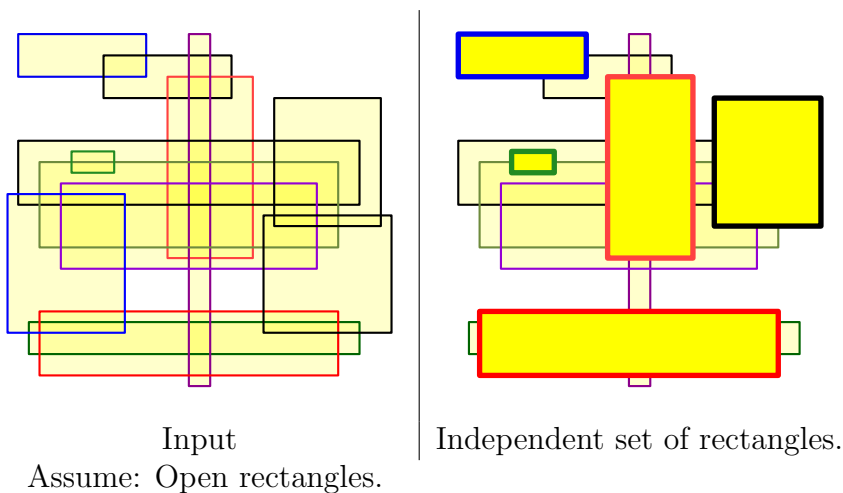 Input
Assume: Open rectangles.
Independent set of rectangles.